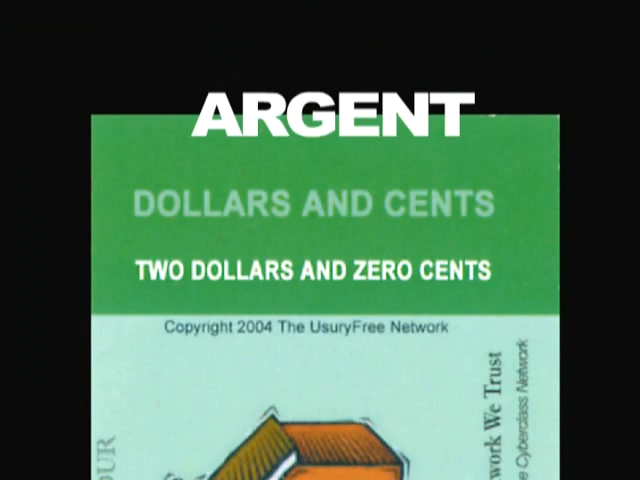 ARGENT
DOLLARS AND CENTS
TWO DOLLARS AND ZERO CENTS
Copyright 2004 The UsuryFree Network
work We Trust
e Cyberclass Network
OUR